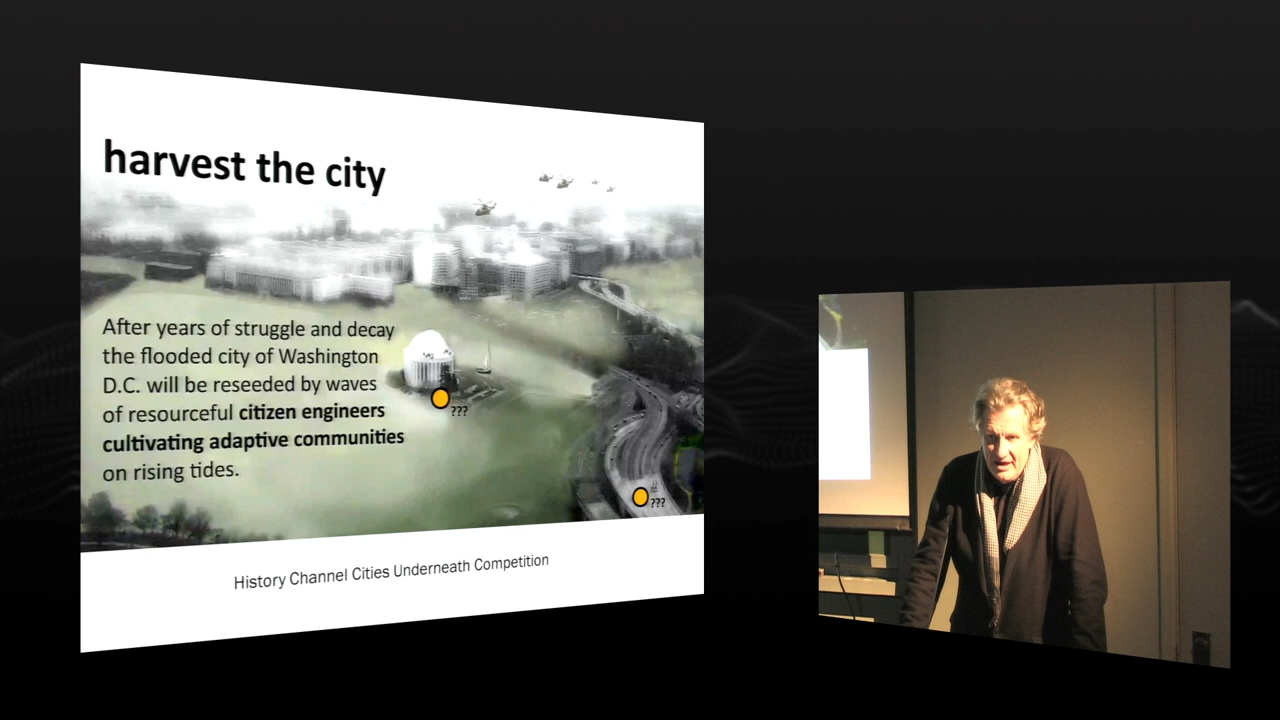 harvest the city
After years of struggle and decay
the flooded city of Washington
D.C. will be reseeded by waves
of resourceful citizen engineers
cultivating adaptive communities
on rising tides.
???
???
History Channel Cities Underneath Competition